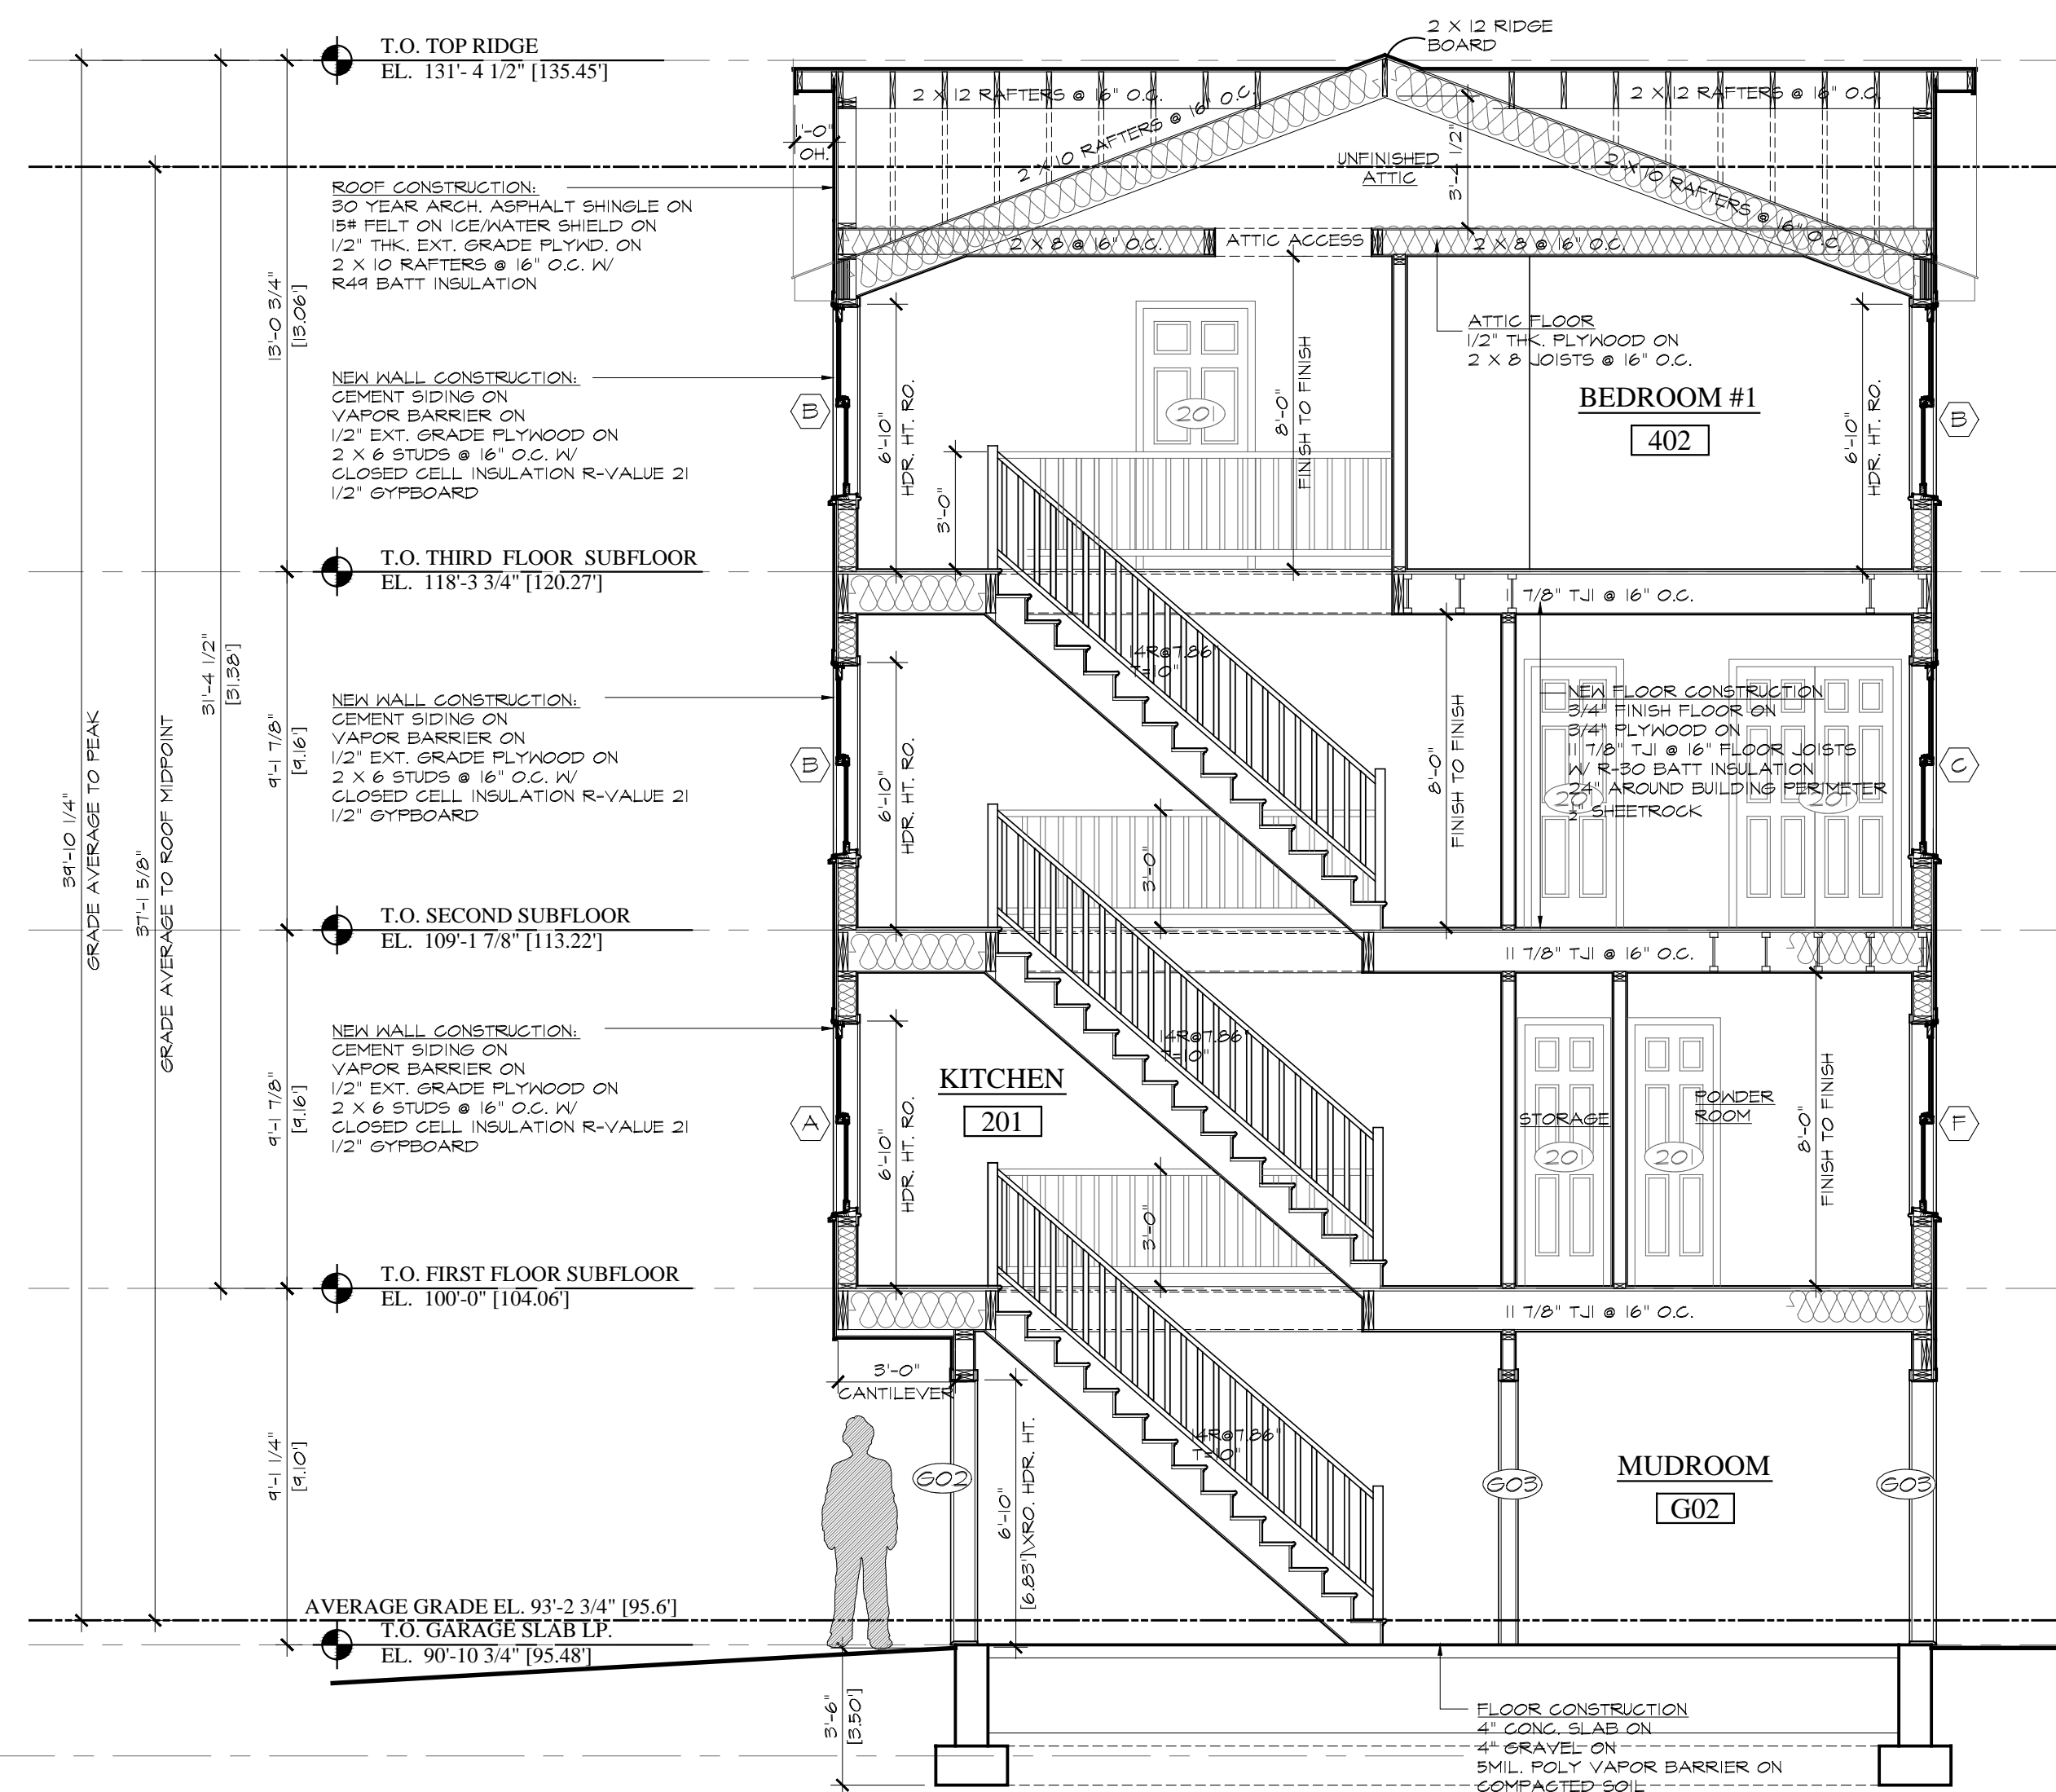 2 X 12 RIDGE
BOARD
T.O. TOP RIDGE
EL. 131'- 4 1/2" [135.45']
2 X 12 RAFTERS @ 16" O.C.
2 X 12 RAFTERS @ 16" O.C.
2 X 10 RAFTERS @ 16" O.C.
2 X 10 RAFTERS @ 16" O.C.
1'-0"
OH.
UNFINISHED
ATTIC
3'-4 1/2"
ROOF CONSTRUCTION:
30 YEAR ARCH. ASPHALT SHINGLE ON
15# FELT ON ICE/WATER SHIELD ON
1/2" THK. EXT. GRADE PLYWD. ON
2 X 10 RAFTERS @ 16" O.C. W/
R49 BATT INSULATION
2 X 8 @ 16" O.C.
ATTIC ACCESS
2 X 8 @ 16" O.C.
13'-0 3/4"
[13.06']
ATTIC FLOOR
1/2" THK. PLYWOOD ON
2 X 8 JOISTS @ 16" O.C.
NEW WALL CONSTRUCTION:
CEMENT SIDING ON
VAPOR BARRIER ON
1/2" EXT. GRADE PLYWOOD ON
2 X 6 STUDS @ 16" O.C. W/
CLOSED CELL INSULATION R-VALUE 21
1/2" GYPBOARD
B
6'-10"
HDR. HT. RO.
3'-0"
201
8'-0"
FINISH TO FINISH
BEDROOM #1
402
6'-10"
HDR. HT. RO.
B
T.O. THIRD FLOOR SUBFLOOR
EL. 118'-3 3/4" [120.27']
7/8" TJI @ 16" O.C.
31'-4 1/2"
[31.38']
39'-10 1/4"
GRADE AVERAGE TO PEAK
37'-1 5/8"
GRADE AVERAGE TO ROOF MIDPOINT
9'-1 7/8"
[9.16']
NEW WALL CONSTRUCTION:
CEMENT SIDING ON
VAPOR BARRIER ON
1/2" EXT. GRADE PLYWOOD ON
2 X 6 STUDS @ 16" O.C. W/
CLOSED CELL INSULATION R-VALUE 21
1/2" GYPBOARD
B
6'-10"
HDR. HT. RO.
14R@7.86"
T=10"
3'-0"
8'-0"
FINISH TO FINISH
NEW FLOOR CONSTRUCTION
3/4" FINISH FLOOR ON
3/4" PLYWOOD ON
11 7/8" TJI @ 16" FLOOR JOISTS
W/ R-30 BATT INSULATION
24" AROUND BUILDING PERIMETER
½" SHEETROCK
201
201
C
T.O. SECOND SUBFLOOR
EL. 109'-1 7/8" [113.22']
11 7/8" TJI @ 16" O.C.
9'-1 7/8"
[9.16']
NEW WALL CONSTRUCTION:
CEMENT SIDING ON
VAPOR BARRIER ON
1/2" EXT. GRADE PLYWOOD ON
2 X 6 STUDS @ 16" O.C. W/
CLOSED CELL INSULATION R-VALUE 21
1/2" GYPBOARD
A
6'-10"
HDR. HT. RO.
KITCHEN
201
14R@7.86"
T=10"
3'-0"
STORAGE
201
POWDER
ROOM
201
8'-0"
FINISH TO FINISH
F
T.O. FIRST FLOOR SUBFLOOR
EL. 100'-0" [104.06']
11 7/8" TJI @ 16" O.C.
3'-0"
CANTILEVER
9'-1 1/4"
[9.10']
G02
6'-10"
[6.83']\XRO. HDR. HT.
14R@7.86"
T=10"
G03
MUDROOM
G02
G03
AVERAGE GRADE EL. 93'-2 3/4" [95.6']
T.O. GARAGE SLAB LP.
EL. 90'-10 3/4" [95.48']
3'-6"
[3.50']
FLOOR CONSTRUCTION
4" CONC. SLAB ON
4" GRAVEL ON
5MIL. POLY VAPOR BARRIER ON
COMPACTED SOIL